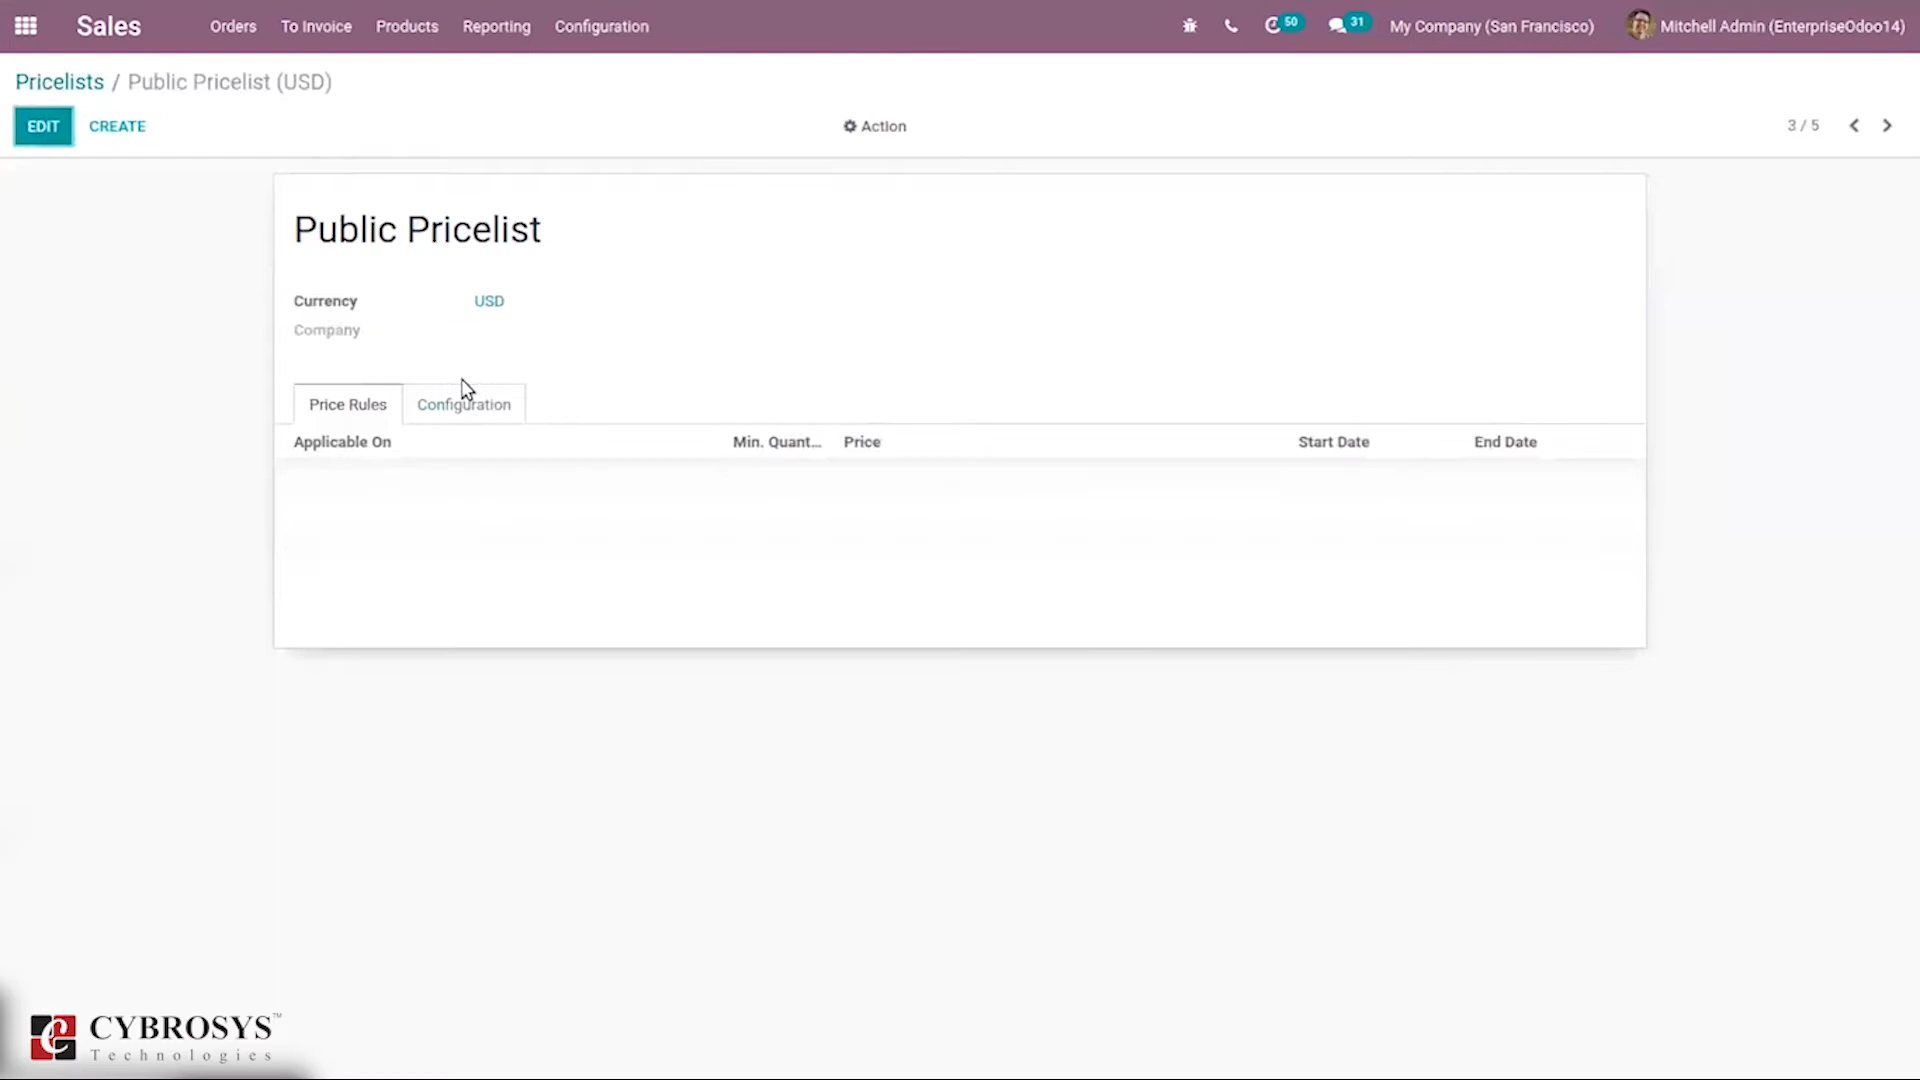 Sales Orders To Invoice Products Reporting Configuration 50 31 My Company (San Francisco) Mitchell Admin (EnterpriseOdoo14)
Pricelists / Public Pricelist (USD)
EDIT CREATE Action 3 / 5
Public Pricelist
Currency USD
Company
Price Rules Configuration
Applicable On Min. Quant... Price Start Date End Date
CYBROSYS™
Technologies